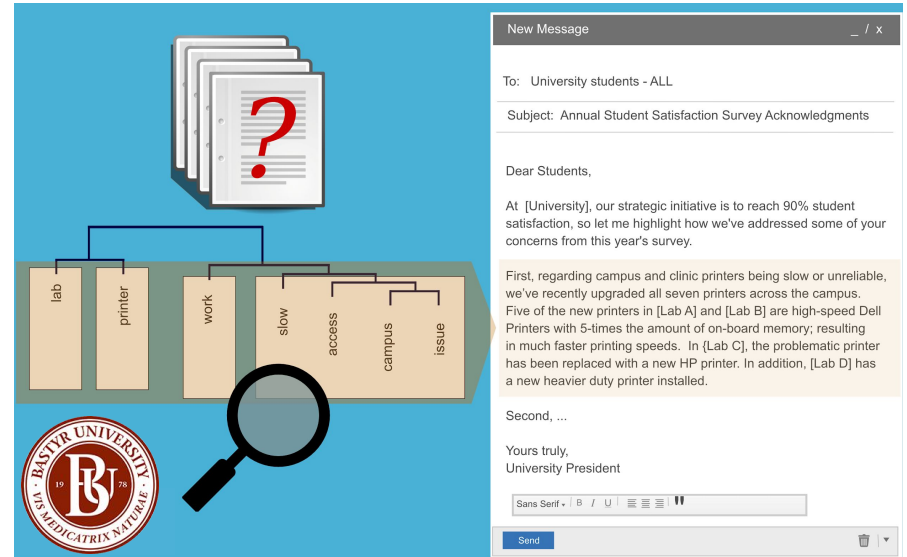 ?
lab
printer
work
slow
access
campus
issue
BASTYR UNIVERSITY
19 BU 78
· VIS MEDICATRIX NATURAE ·
New Message _ / x
To: University students - ALL
Subject: Annual Student Satisfaction Survey Acknowledgments
Dear Students,
At [University], our strategic initiative is to reach 90% student
satisfaction, so let me highlight how we've addressed some of your
concerns from this year's survey.
First, regarding campus and clinic printers being slow or unreliable,
we've recently upgraded all seven printers across the campus.
Five of the new printers in [Lab A] and [Lab B] are high-speed Dell
Printers with 5-times the amount of on-board memory; resulting
in much faster printing speeds. In {Lab C], the problematic printer
has been replaced with a new HP printer. In addition, [Lab D] has
a new heavier duty printer installed.
Second, ...
Yours truly,
University President
Sans Serif B I U "
Send